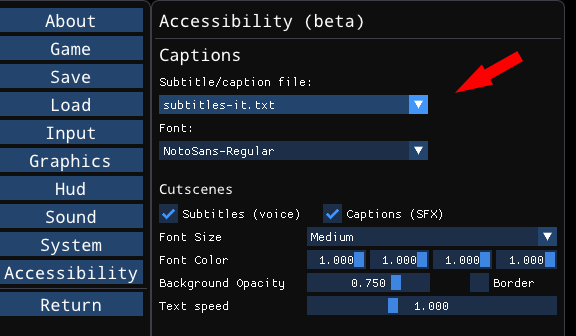 About
Game
Save
Load
Input
Graphics
Hud
Sound
System
Accessibility
Return
Accessibility (beta)
Captions
Subtitle/caption file:
subtitles-it.txt
Font:
NotoSans-Regular
Cutscenes
Subtitles (voice) Captions (SFX)
Font Size Medium
Font Color 1.000 1.000 1.000 1.000
Background Opacity 0.750 Border
Text speed 1.000